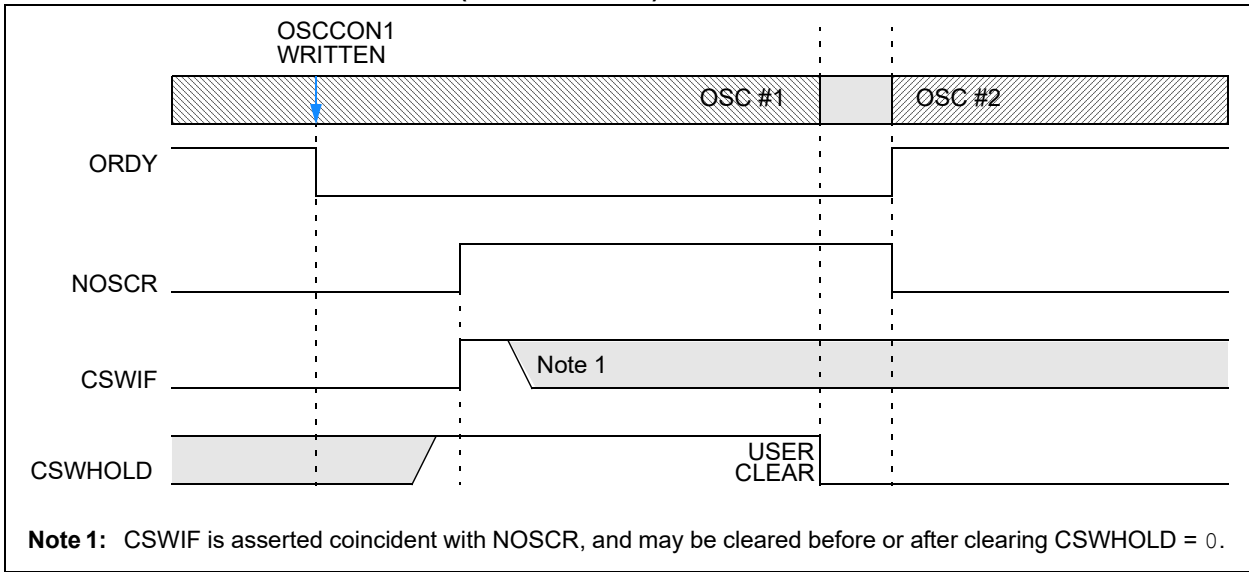 OSCCON1
WRITTEN
OSC #1
OSC #2
ORDY
NOSCR
CSWIF
Note 1
CSWHOLD
USER
CLEAR
Note 1: CSWIF is asserted coincident with NOSCR, and may be cleared before or after clearing CSWHOLD = 0.